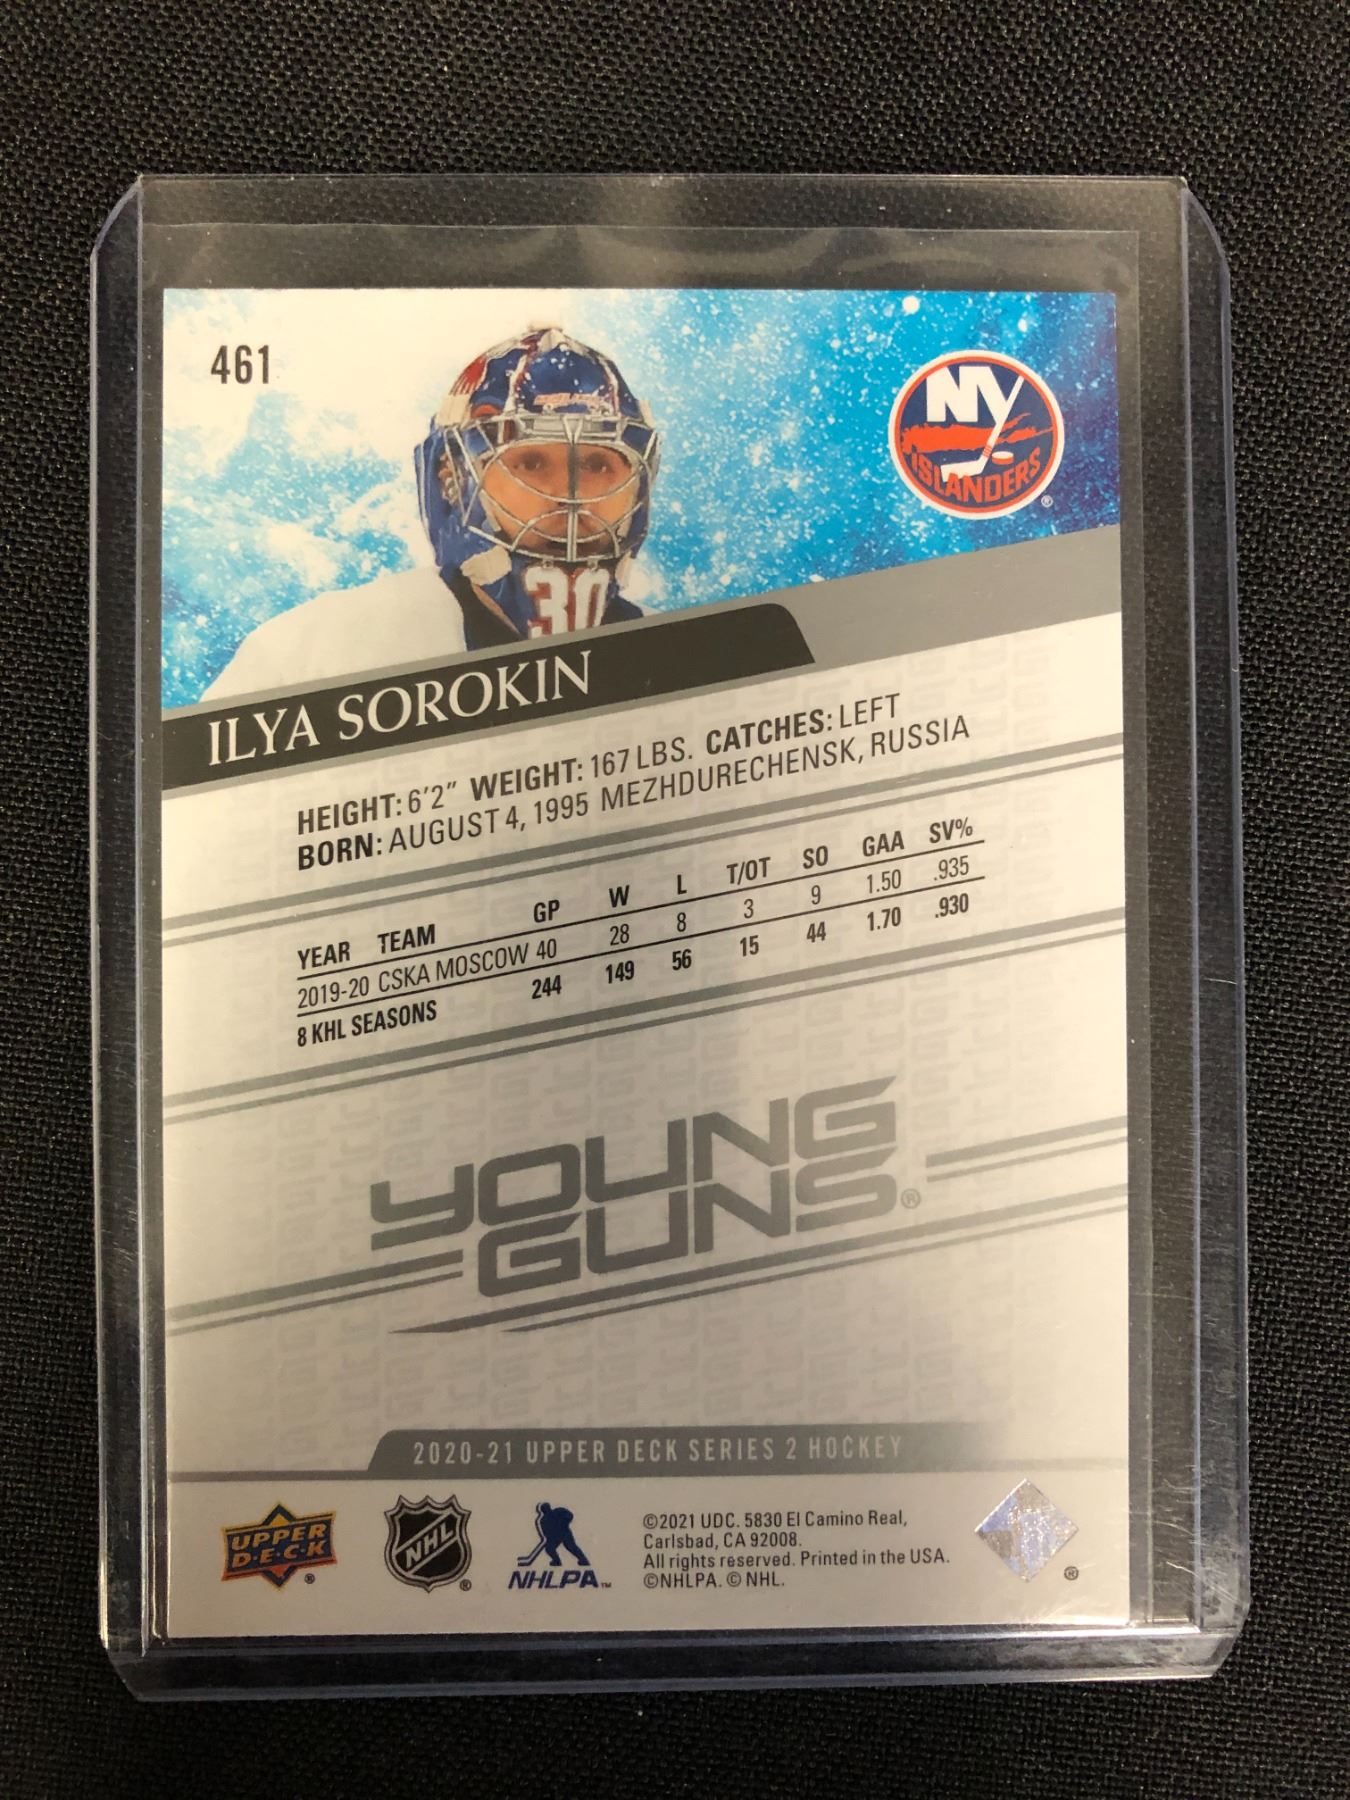 461
NY
ISLANDERS
®
30
ILYA SOROKIN
HEIGHT: 6'2" WEIGHT: 167 LBS. CATCHES: LEFT
BORN: AUGUST 4, 1995 MEZHDURECHENSK, RUSSIA
YEAR TEAM GP W L T/OT SO GAA SV%
2019-20 CSKA MOSCOW 40 28 8 3 9 1.50 .935
8 KHL SEASONS 244 149 56 15 44 1.70 .930
YOUNG
GUNS®
2020-21 UPPER DECK SERIES 2 HOCKEY
UPPER
D·E·C·K
®
NHL
®
NHLPA™
©2021 UDC. 5830 El Camino Real,
Carlsbad, CA 92008.
All rights reserved. Printed in the USA.
©NHLPA. © NHL.
®